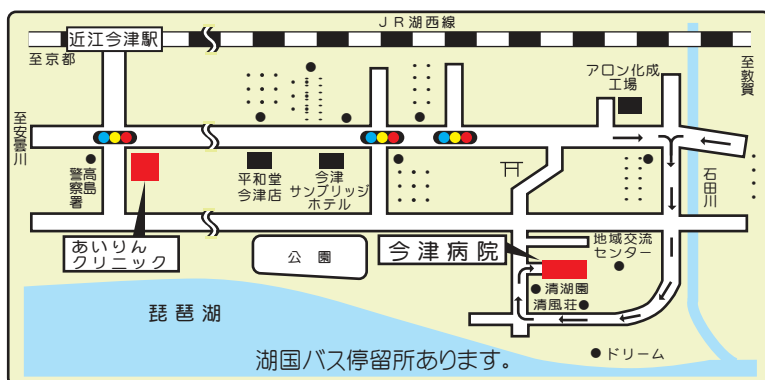 JR湖西線
近江今津駅
至京都
至敦賀
アロン化成
工場
至安曇川
高島
警察署
平和堂
今津店
今津
サンブリッジ
ホテル
石田川
あいりん
クリニック
公園
今津病院
地域交流
センター
清湖園
清風荘
琵琶湖
湖国バス停留所あります。
ドリーム